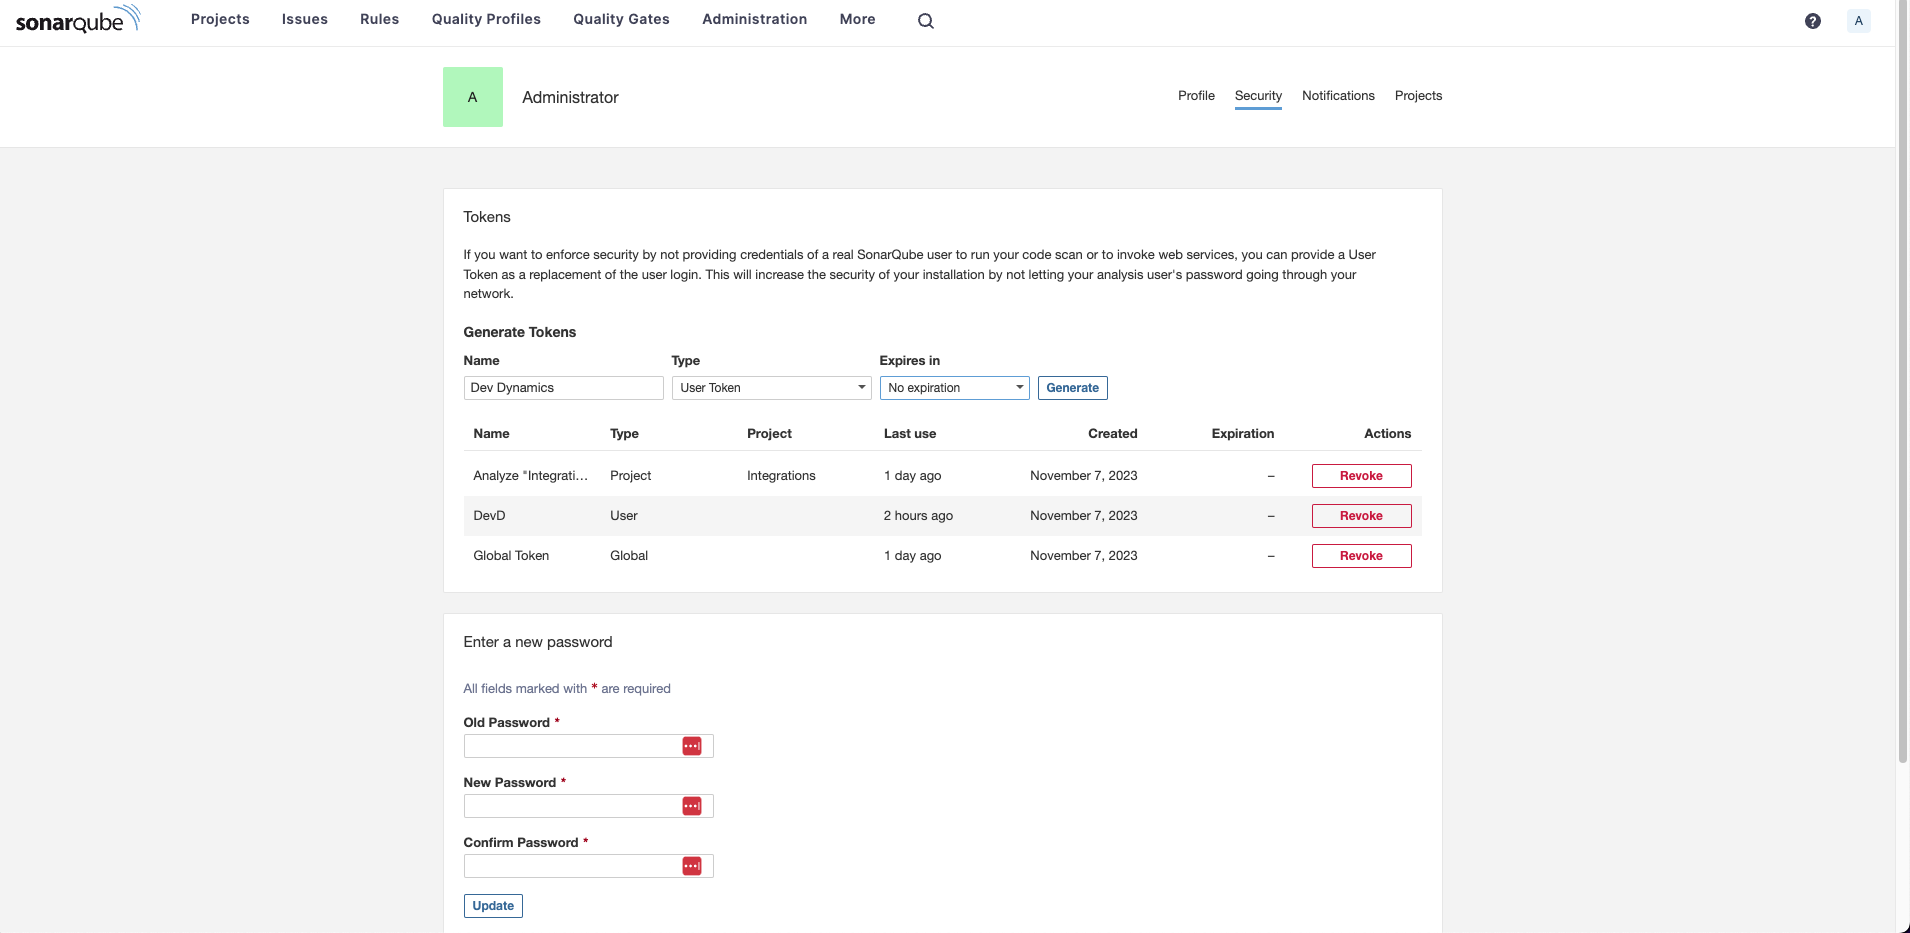 sonarqube Projects Issues Rules Quality Profiles Quality Gates Administration More ? A
A Administrator Profile Security Notifications Projects
Tokens
If you want to enforce security by not providing credentials of a real SonarQube user to run your code scan or to invoke web services, you can provide a User
Token as a replacement of the user login. This will increase the security of your installation by not letting your analysis user's password going through your
network.
Generate Tokens
Name Type Expires in
Dev Dynamics User Token No expiration Generate
Name Type Project Last use Created Expiration Actions
Analyze "Integrati... Project Integrations 1 day ago November 7, 2023 – Revoke
DevD User 2 hours ago November 7, 2023 – Revoke
Global Token Global 1 day ago November 7, 2023 – Revoke
Enter a new password
All fields marked with * are required
Old Password *
New Password *
Confirm Password *
Update